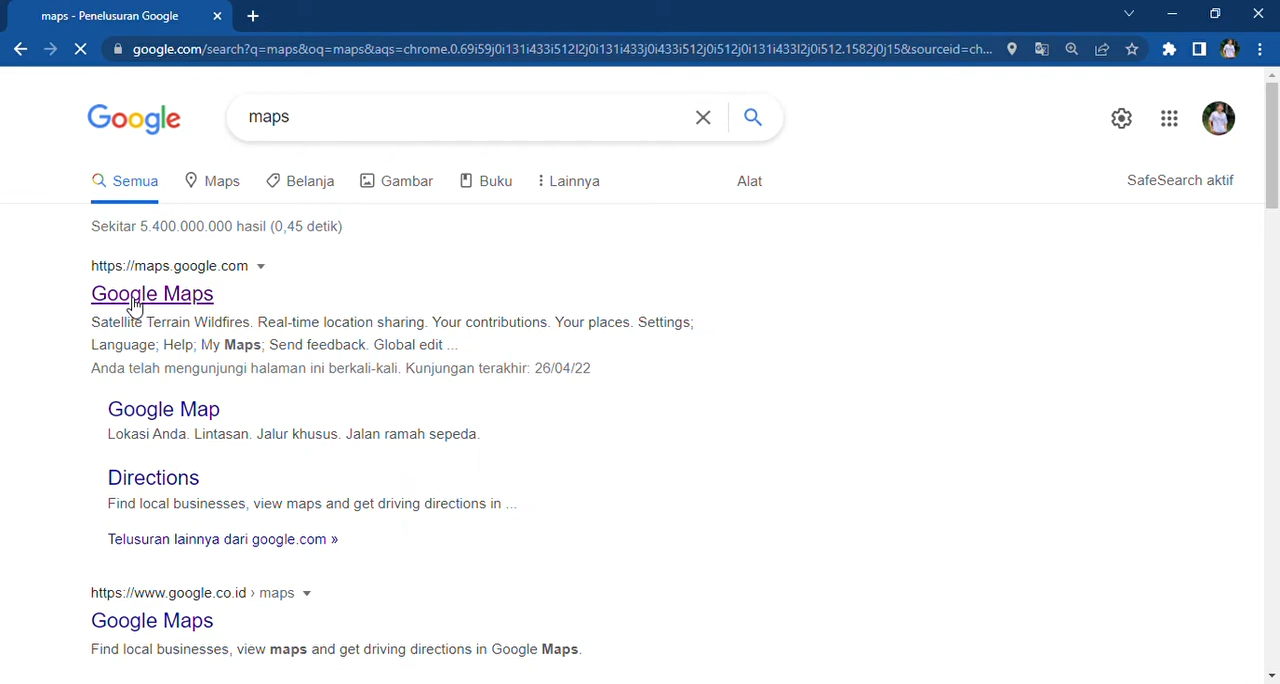 maps - Penelusuran Google
google.com/search?q=maps&oq=maps&aqs=chrome.0.69i59j0i131i433i512l2j0i131i433j0i433i512j0i512j0i131i433l2j0i512.1582j0j15&sourceid=ch...
Google
maps
Semua Maps Belanja Gambar Buku Lainnya Alat SafeSearch aktif
Sekitar 5.400.000.000 hasil (0,45 detik)
https://maps.google.com
Google Maps
Satellite Terrain Wildfires. Real-time location sharing. Your contributions. Your places. Settings;
Language; Help; My Maps; Send feedback. Global edit ...
Anda telah mengunjungi halaman ini berkali-kali. Kunjungan terakhir: 26/04/22
Google Map
Lokasi Anda. Lintasan. Jalur khusus. Jalan ramah sepeda.
Directions
Find local businesses, view maps and get driving directions in ...
Telusuran lainnya dari google.com »
https://www.google.co.id › maps
Google Maps
Find local businesses, view maps and get driving directions in Google Maps.